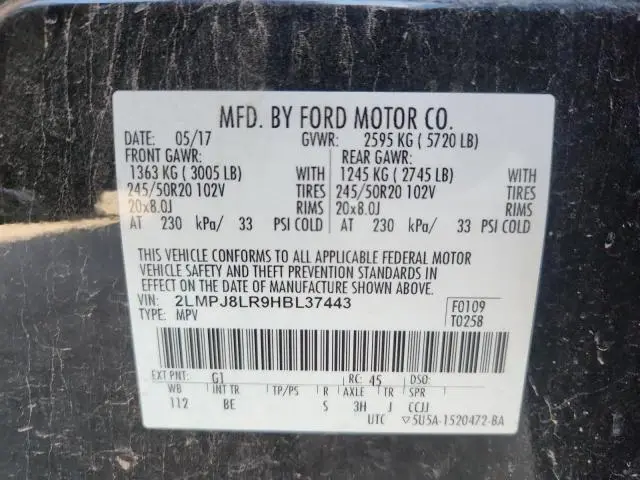 MFD. BY FORD MOTOR CO.
DATE: 05/17 GVWR: 2595 KG ( 5720 LB)
FRONT GAWR: REAR GAWR:
1363 KG ( 3005 LB) WITH 1245 KG ( 2745 LB) WITH
245/50R20 102V TIRES 245/50R20 102V TIRES
20x8.0J RIMS 20x8.0J RIMS
AT 230 kPa/ 33 PSI COLD AT 230 kPa/ 33 PSI COLD
THIS VEHICLE CONFORMS TO ALL APPLICABLE FEDERAL MOTOR
VEHICLE SAFETY AND THEFT PREVENTION STANDARDS IN
EFFECT ON THE DATE OF MANUFACTURE SHOWN ABOVE.
VIN: 2LMPJ8LR9HBL37443 F0109
TYPE: MPV T0258
EXT PNT: G1 RC: 45 DSO:
WB INT TR TP/PS R AXLE TR SPR
112 BE S 3H J CCJJ
UTC ▽5U5A-1520472-BA